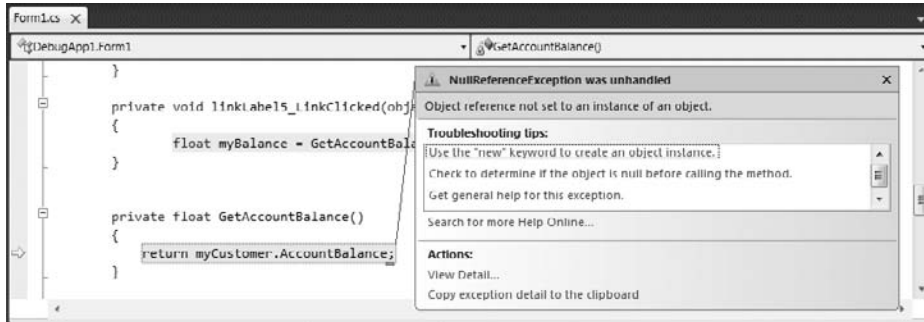 Form1.cs X
DebugApp1.Form1
GetAccountBalance()
}
private void linkLabel5_LinkClicked(obj
{
float myBalance = GetAccountBala
}
private float GetAccountBalance()
{
return myCustomer.AccountBalance;
}
NullReferenceException was unhandled
Object reference not set to an instance of an object.
Troubleshooting tips:
Use the "new" keyword to create an object instance.
Check to determine if the object is null before calling the method.
Get general help for this exception.
Search for more Help Online...
Actions:
View Detail...
Copy exception detail to the clipboard